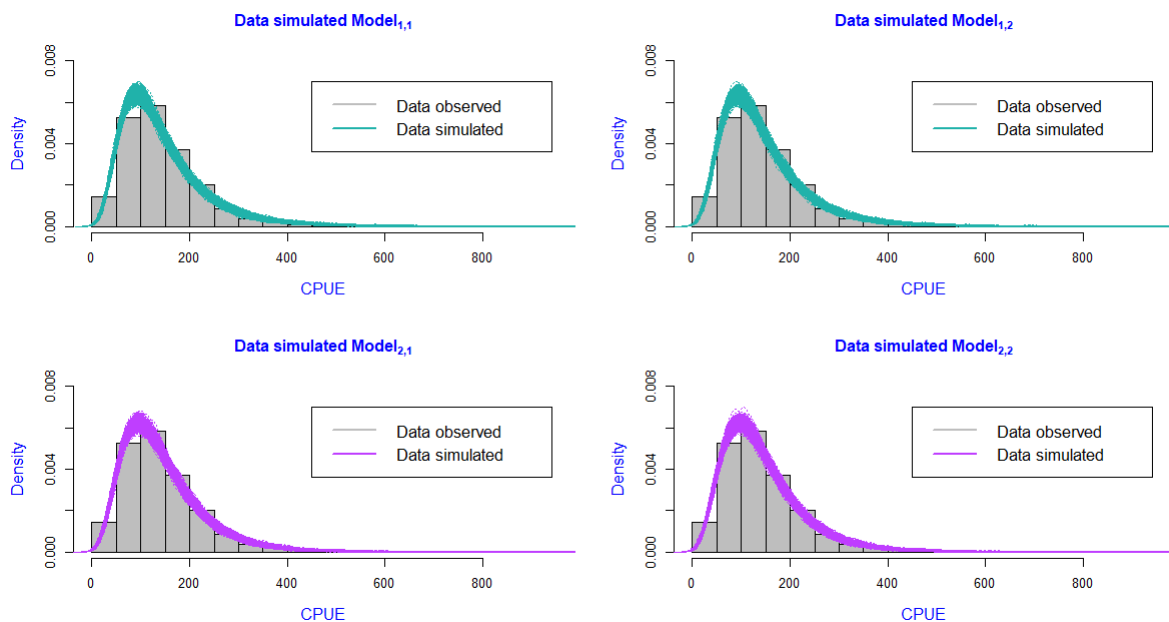 Data simulated Model1,1
Density
0.000
0.004
0.008
Data observed
Data simulated
0 200 400 600 800
CPUE
Data simulated Model1,2
Density
0.000
0.004
0.008
Data observed
Data simulated
0 200 400 600 800
CPUE
Data simulated Model2,1
Density
0.000
0.004
0.008
Data observed
Data simulated
0 200 400 600 800
CPUE
Data simulated Model2,2
Density
0.000
0.004
0.008
Data observed
Data simulated
0 200 400 600 800
CPUE